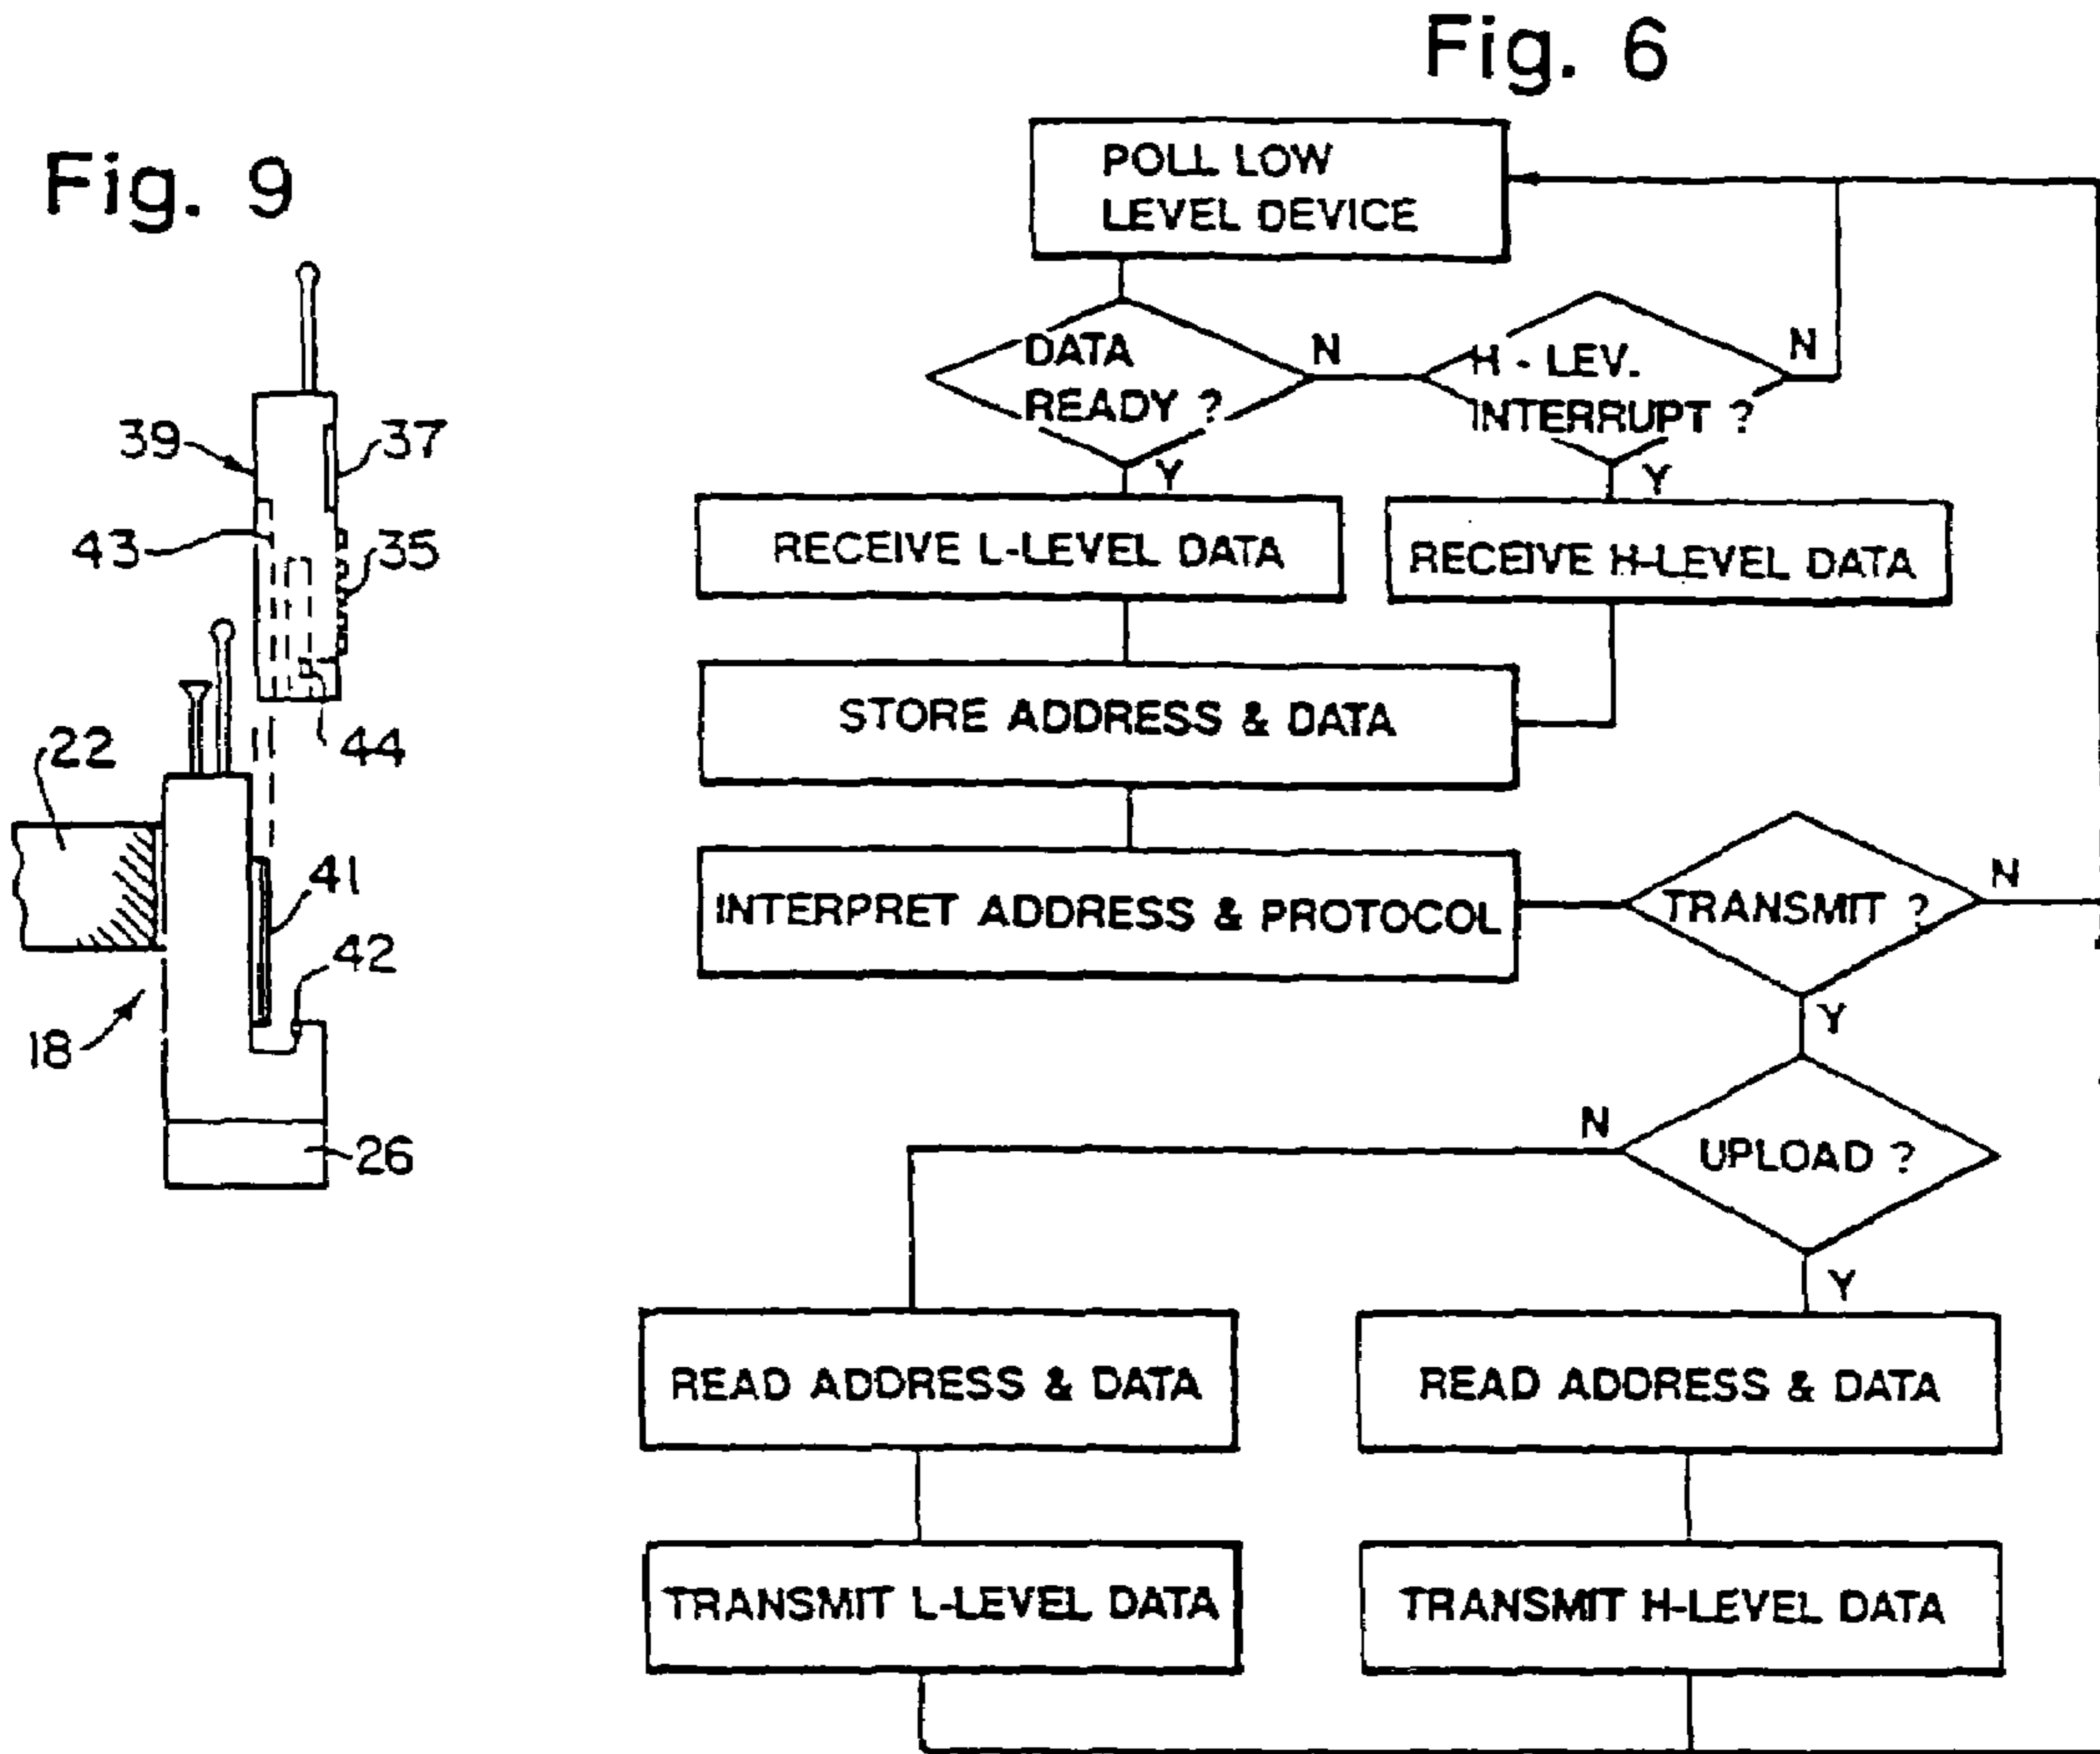 Fig. 6
Fig. 9
39
37
43
35
44
22
41
42
18
26
POLL LOW
LEVEL DEVICE
DATA
READY ?
N
H - LEV.
INTERRUPT ?
N
Y
Y
RECEIVE L-LEVEL DATA
RECEIVE H-LEVEL DATA
STORE ADDRESS & DATA
INTERPRET ADDRESS & PROTOCOL
TRANSMIT ?
N
Y
UPLOAD ?
N
Y
READ ADDRESS & DATA
READ ADDRESS & DATA
TRANSMIT L-LEVEL DATA
TRANSMIT H-LEVEL DATA